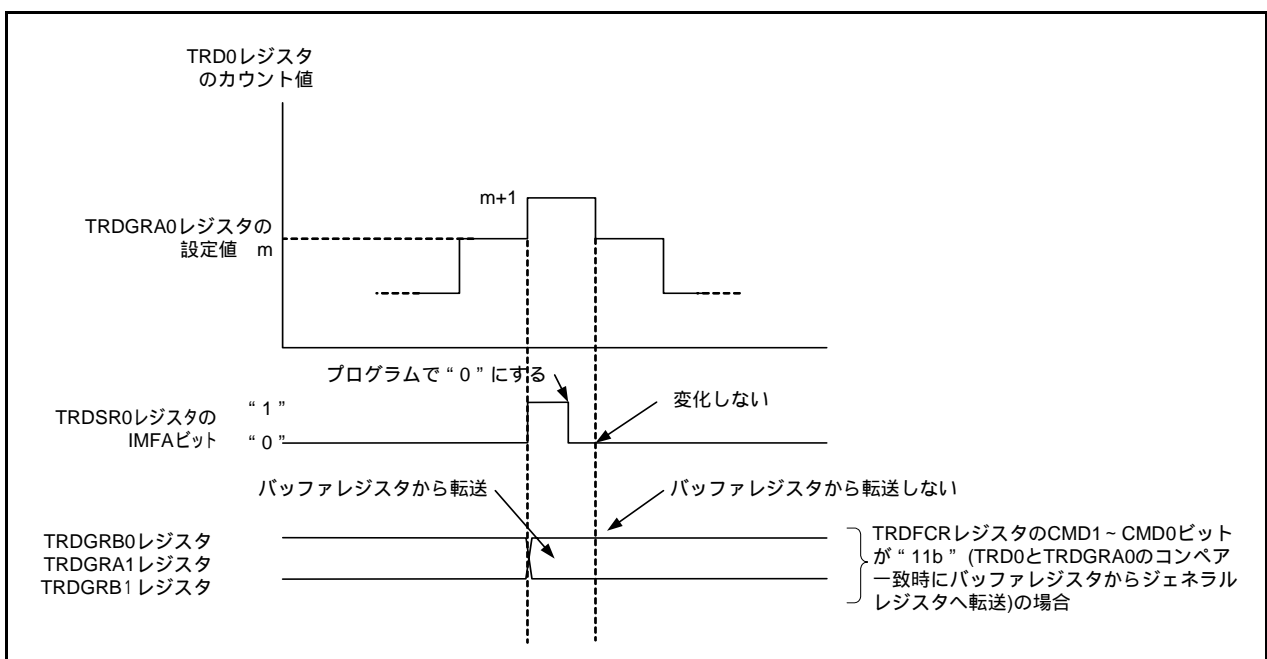 TRD0レジスタ
のカウント値
m+1
TRDGRA0レジスタの
設定値　m
プログラムで“0”にする
変化しない
TRDSR0レジスタの
IMFAビット
“1”
“0”
バッファレジスタから転送
バッファレジスタから転送しない
TRDGRB0レジスタ
TRDGRA1レジスタ
TRDGRB1レジスタ
TRDFCRレジスタのCMD1~CMD0ビット
が“11b”(TRD0とTRDGRA0のコンペア
一致時にバッファレジスタからジェネラル
レジスタへ転送)の場合